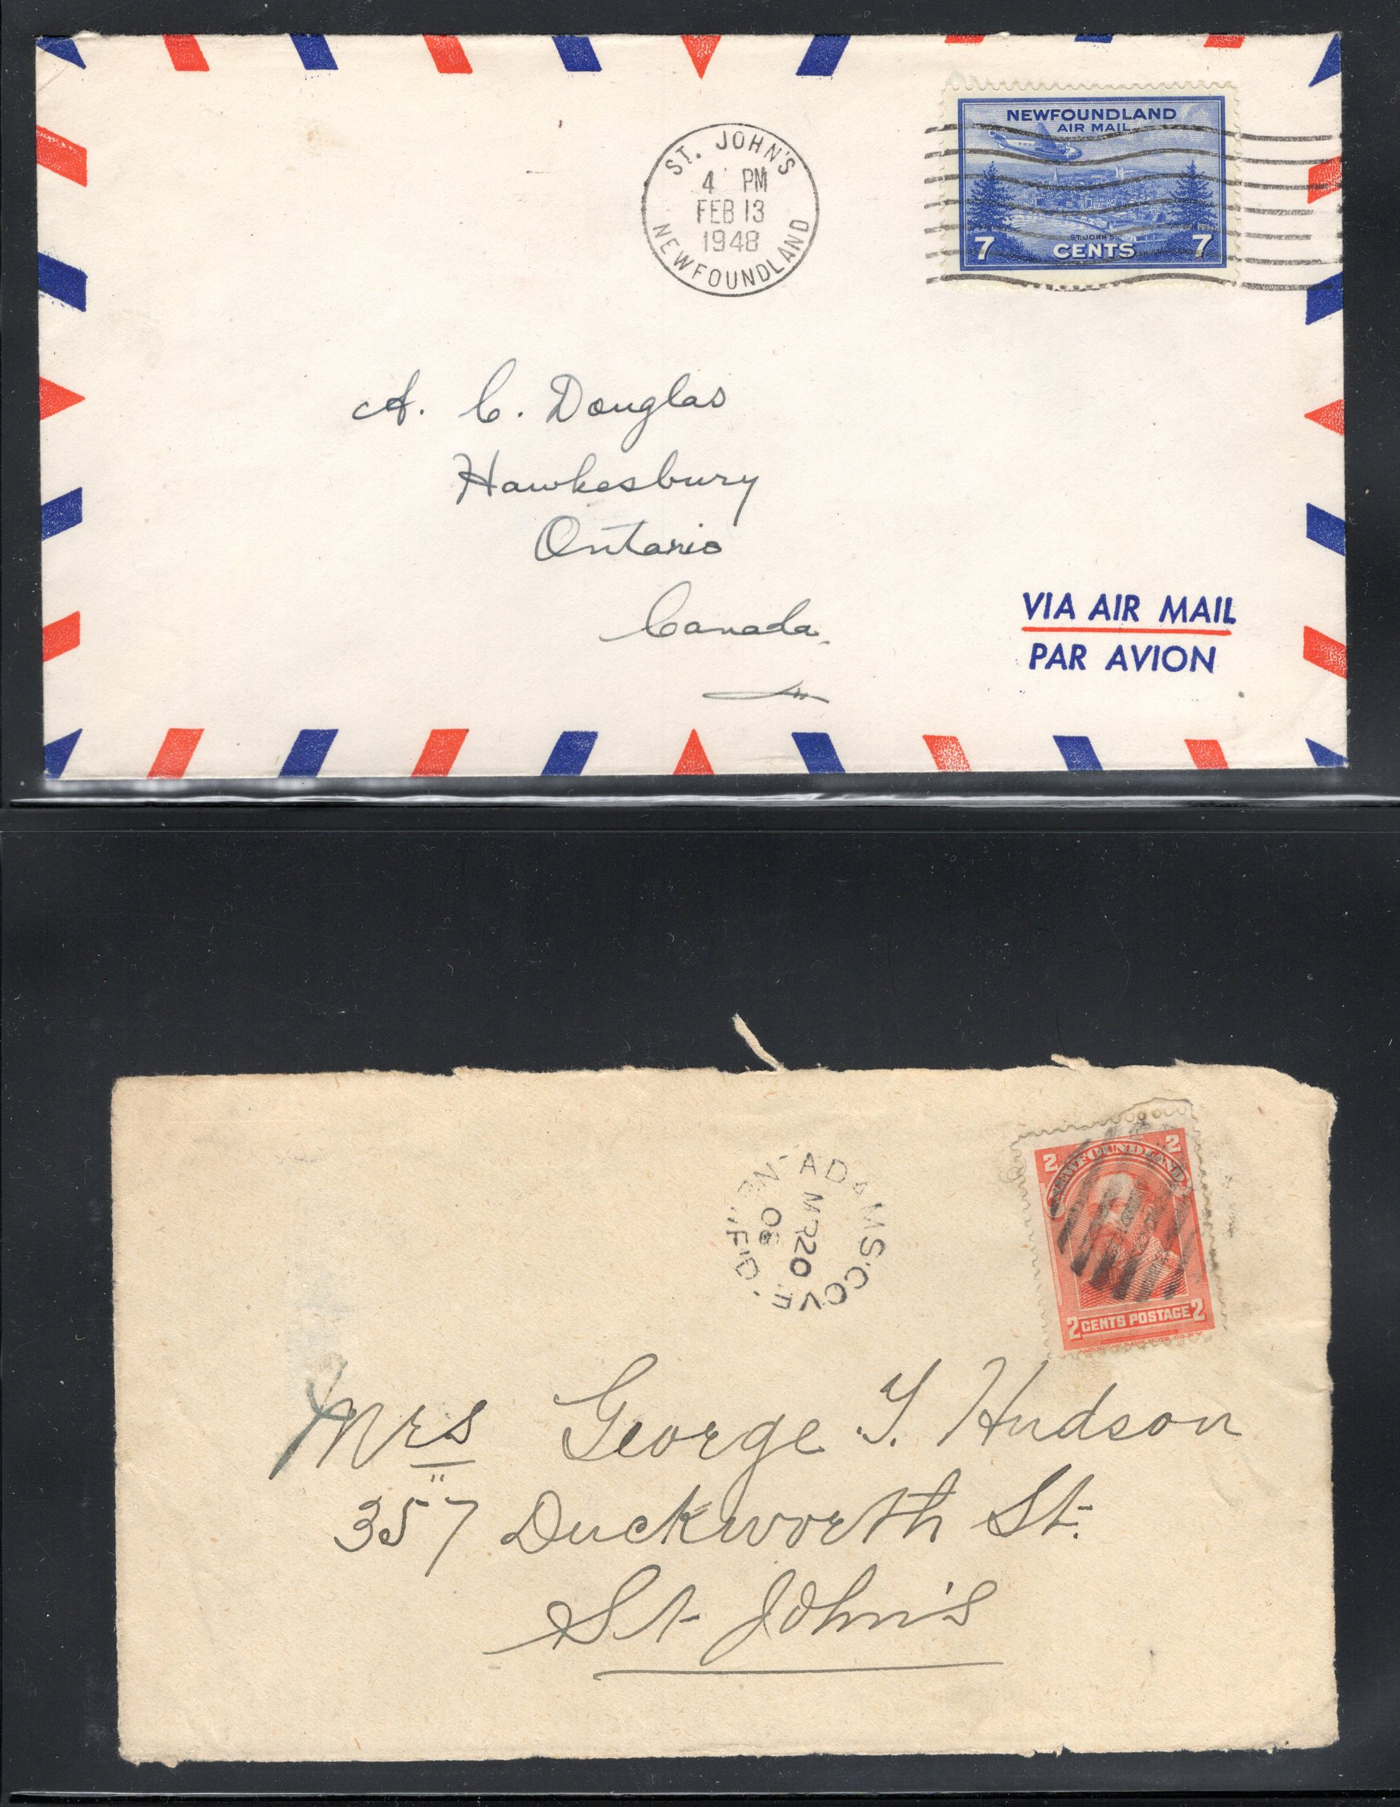 ST. JOHN'S
4 PM
FEB 13
1948
NEWFOUNDLAND
NEWFOUNDLAND
AIR MAIL
ST. JOHN'S
7 CENTS 7
A. C. Douglas
Hawkesbury
Ontario
Canada
VIA AIR MAIL
PAR AVION
ADAMS COVE
MR 20
08
2 2
NEWFOUNDLAND
2 CENTS POSTAGE 2
Mrs George T. Hudson
357 Duckworth St.
St John's